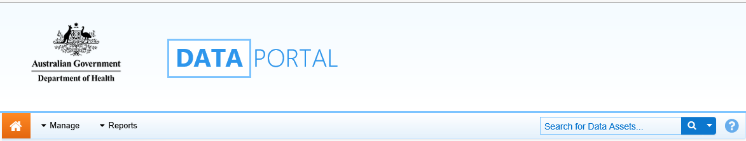 Australian Government
Department of Health
DATA PORTAL
Manage
Reports
Search for Data Assets...
?